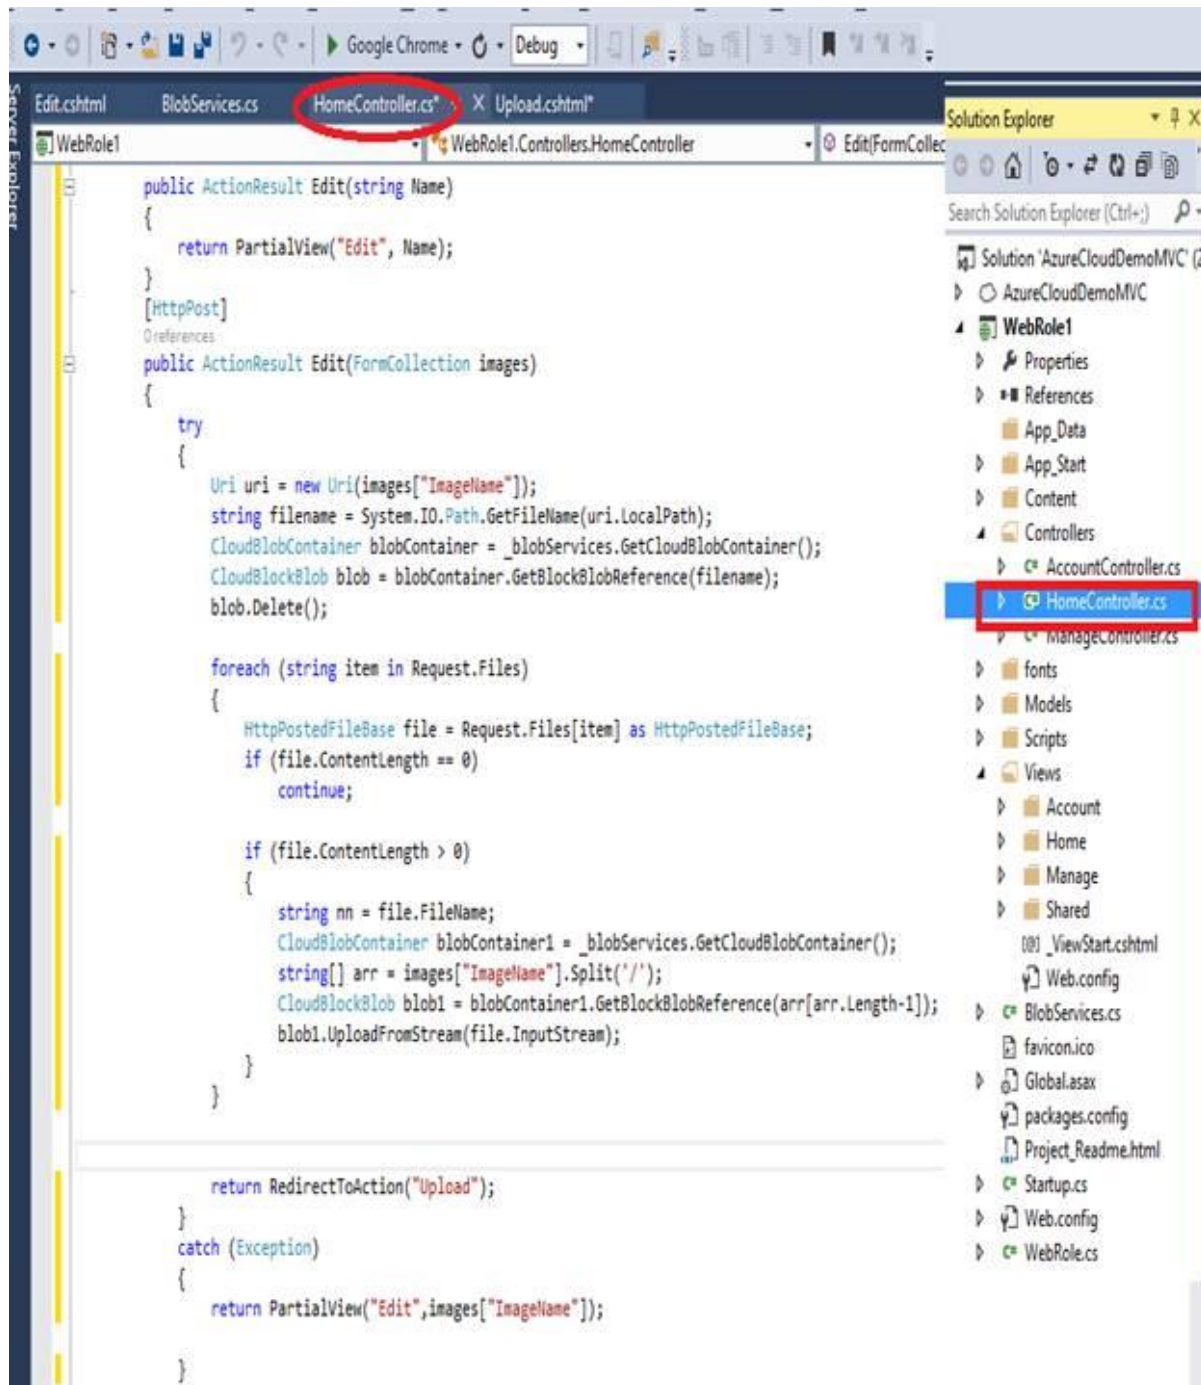 Google Chrome
Debug
Server Explorer
Edit.cshtml
BlobServices.cs
HomeController.cs*
Upload.cshtml*
WebRole1
WebRole1.Controllers.HomeController
Edit(FormCollec
public ActionResult Edit(string Name)
{
return PartialView("Edit", Name);
}
[HttpPost]
0 references
public ActionResult Edit(FormCollection images)
{
try
{
Uri uri = new Uri(images["ImageName"]);
string filename = System.IO.Path.GetFileName(uri.LocalPath);
CloudBlobContainer blobContainer = _blobServices.GetCloudBlobContainer();
CloudBlockBlob blob = blobContainer.GetBlockBlobReference(filename);
blob.Delete();
foreach (string item in Request.Files)
{
HttpPostedFileBase file = Request.Files[item] as HttpPostedFileBase;
if (file.ContentLength == 0)
continue;
if (file.ContentLength > 0)
{
string nn = file.FileName;
CloudBlobContainer blobContainer1 = _blobServices.GetCloudBlobContainer();
string[] arr = images["ImageName"].Split('/');
CloudBlockBlob blob1 = blobContainer1.GetBlockBlobReference(arr[arr.Length-1]);
blob1.UploadFromStream(file.InputStream);
}
}
return RedirectToAction("Upload");
}
catch (Exception)
{
return PartialView("Edit",images["ImageName"]);
}
Solution Explorer
Search Solution Explorer (Ctrl+;)
Solution 'AzureCloudDemoMVC' (2
AzureCloudDemoMVC
WebRole1
Properties
References
App_Data
App_Start
Content
Controllers
C# AccountController.cs
C# HomeController.cs
C# ManageController.cs
fonts
Models
Scripts
Views
Account
Home
Manage
Shared
[@] _ViewStart.cshtml
Web.config
C# BlobServices.cs
favicon.ico
Global.asax
packages.config
Project_Readme.html
C# Startup.cs
Web.config
C# WebRole.cs